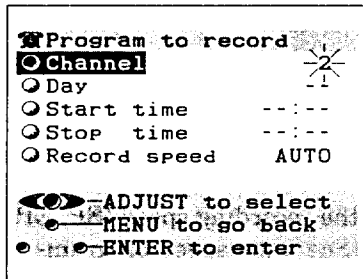 Program to record
Channel 2
Day --
Start time --:--
Stop time --:--
Record speed AUTO
ADJUST to select
MENU to go back
ENTER to enter